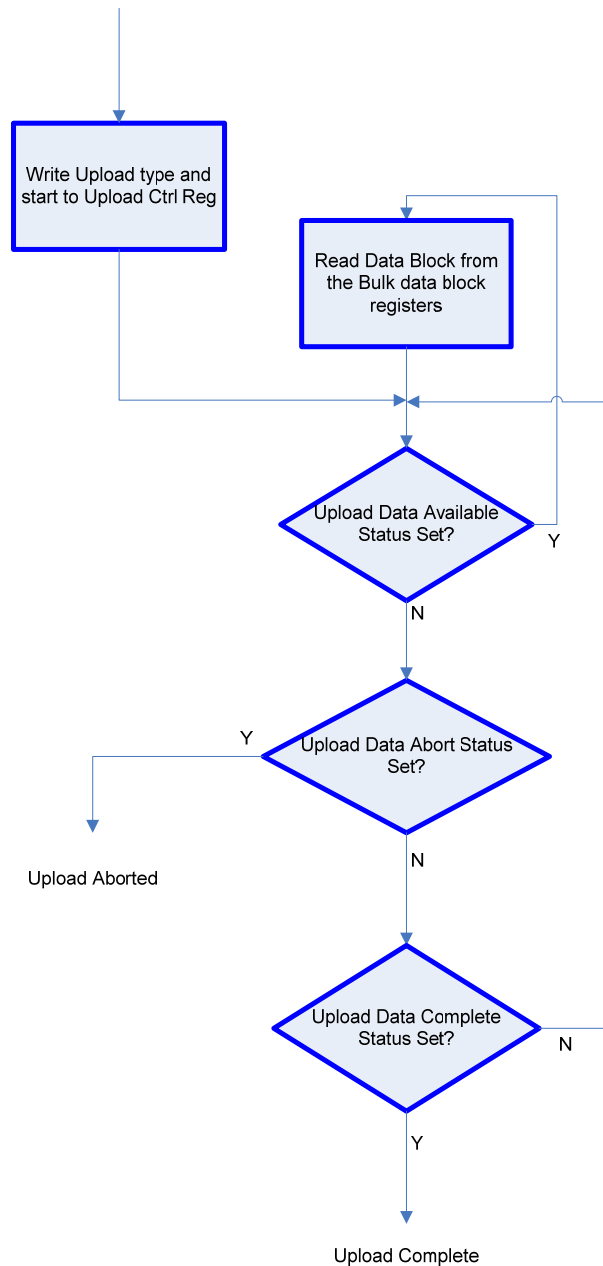 Write Upload type and
start to Upload Ctrl Reg
Read Data Block from
the Bulk data block
registers
Upload Data Available
Status Set?
Y
N
Upload Data Abort Status
Set?
Y
Upload Aborted
N
Upload Data Complete
Status Set?
N
Y
Upload Complete